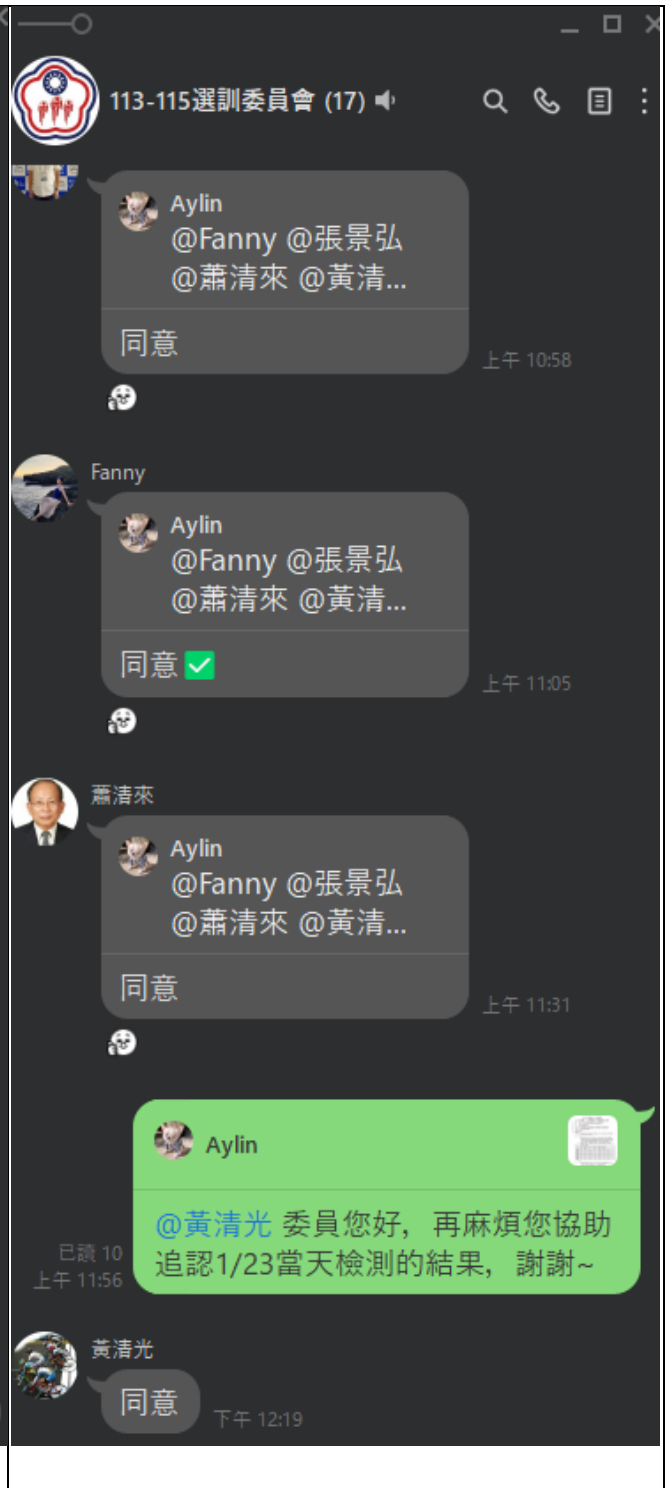 113-115選訓委員會 (17)
Aylin
@Fanny @張景弘
@蕭清來 @黃清...
同意
上午 10:58
Fanny
Aylin
@Fanny @張景弘
@蕭清來 @黃清...
同意✅
上午 11:05
蕭清來
Aylin
@Fanny @張景弘
@蕭清來 @黃清...
同意
上午 11:31
Aylin
@黃清光 委員您好，再麻煩您協助
追認1/23當天檢測的結果，謝謝~
已讀 10
上午 11:56
黃清光
同意
下午 12:19